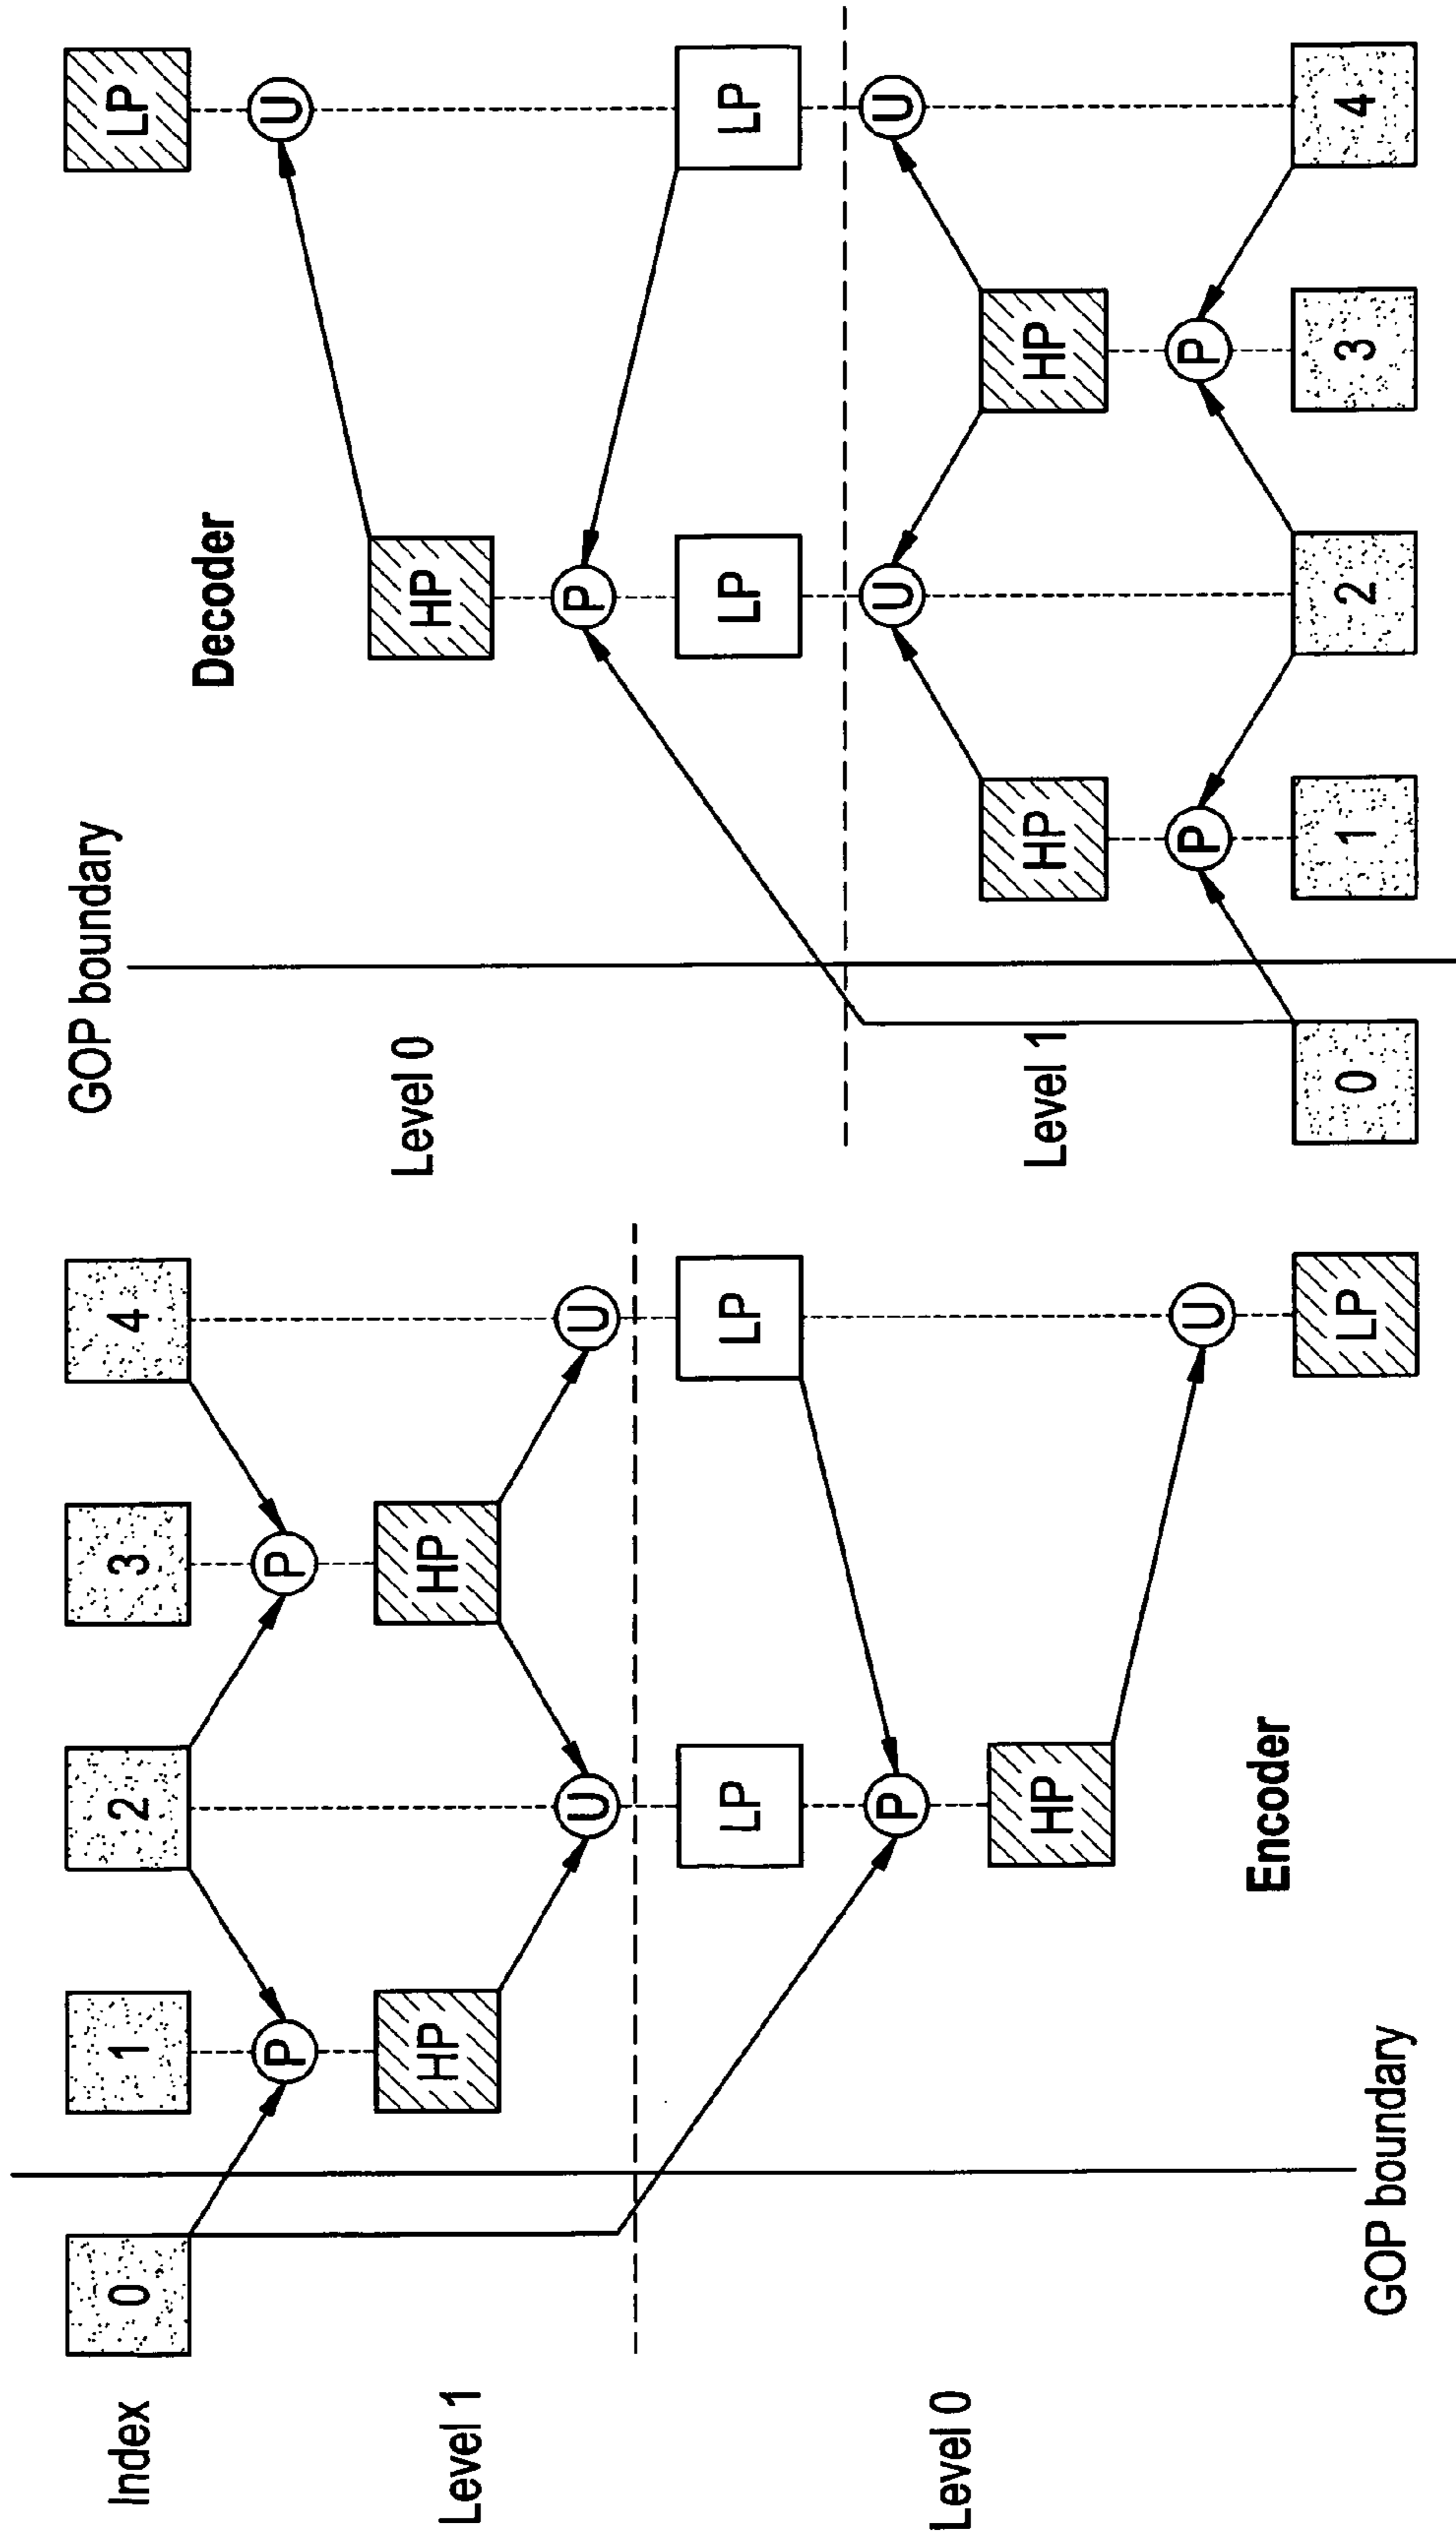 Index 0 1 2 3 4
P P
Level 1 HP HP
U U
LP LP
P
Level 0
HP
U
Encoder
LP
GOP boundary
GOP boundary
LP
Decoder
U
Level 0 HP
P
LP LP
U U
Level 1 HP HP
P P
0 1 2 3 4